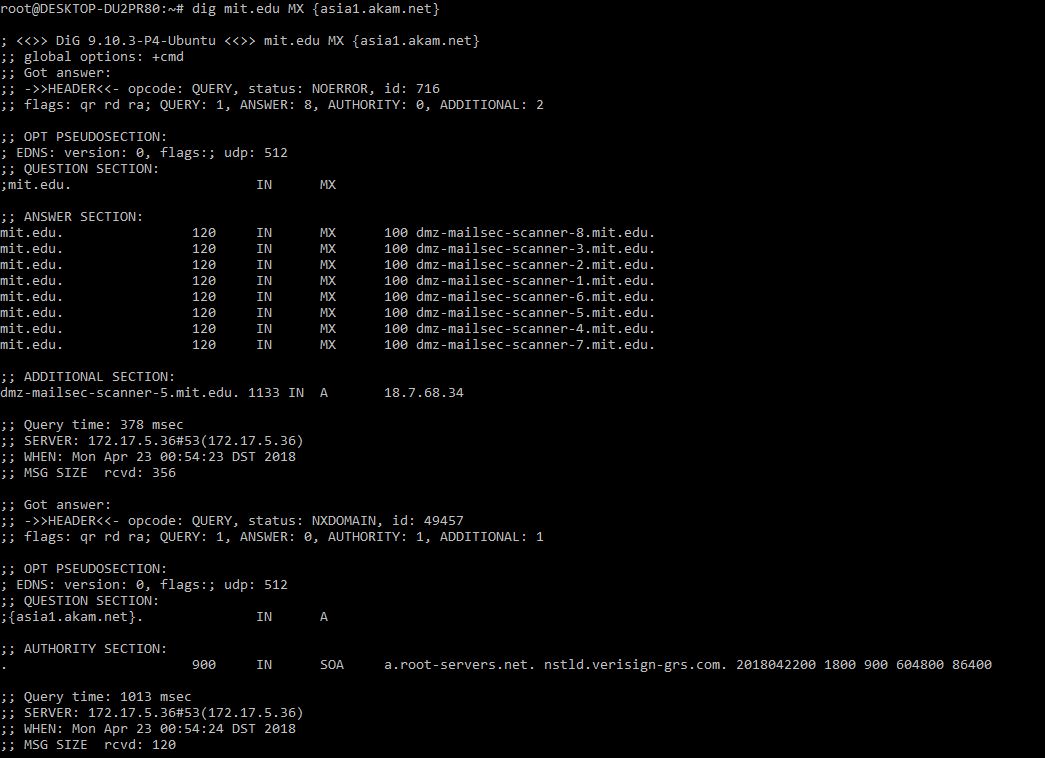 root@DESKTOP-DU2PR80:~# dig mit.edu MX {asia1.akam.net}
; <<>> DiG 9.10.3-P4-Ubuntu <<>> mit.edu MX {asia1.akam.net}
;; global options: +cmd
;; Got answer:
;; ->>HEADER<<- opcode: QUERY, status: NOERROR, id: 716
;; flags: qr rd ra; QUERY: 1, ANSWER: 8, AUTHORITY: 0, ADDITIONAL: 2
;; OPT PSEUDOSECTION:
; EDNS: version: 0, flags:; udp: 512
;; QUESTION SECTION:
;mit.edu. IN MX
;; ANSWER SECTION:
mit.edu. 120 IN MX 100 dmz-mailsec-scanner-8.mit.edu.
mit.edu. 120 IN MX 100 dmz-mailsec-scanner-3.mit.edu.
mit.edu. 120 IN MX 100 dmz-mailsec-scanner-2.mit.edu.
mit.edu. 120 IN MX 100 dmz-mailsec-scanner-1.mit.edu.
mit.edu. 120 IN MX 100 dmz-mailsec-scanner-6.mit.edu.
mit.edu. 120 IN MX 100 dmz-mailsec-scanner-5.mit.edu.
mit.edu. 120 IN MX 100 dmz-mailsec-scanner-4.mit.edu.
mit.edu. 120 IN MX 100 dmz-mailsec-scanner-7.mit.edu.
;; ADDITIONAL SECTION:
dmz-mailsec-scanner-5.mit.edu. 1133 IN A 18.7.68.34
;; Query time: 378 msec
;; SERVER: 172.17.5.36#53(172.17.5.36)
;; WHEN: Mon Apr 23 00:54:23 DST 2018
;; MSG SIZE rcvd: 356
;; Got answer:
;; ->>HEADER<<- opcode: QUERY, status: NXDOMAIN, id: 49457
;; flags: qr rd ra; QUERY: 1, ANSWER: 0, AUTHORITY: 1, ADDITIONAL: 1
;; OPT PSEUDOSECTION:
; EDNS: version: 0, flags:; udp: 512
;; QUESTION SECTION:
;{asia1.akam.net}. IN A
;; AUTHORITY SECTION:
. 900 IN SOA a.root-servers.net. nstld.verisign-grs.com. 2018042200 1800 900 604800 86400
;; Query time: 1013 msec
;; SERVER: 172.17.5.36#53(172.17.5.36)
;; WHEN: Mon Apr 23 00:54:24 DST 2018
;; MSG SIZE rcvd: 120